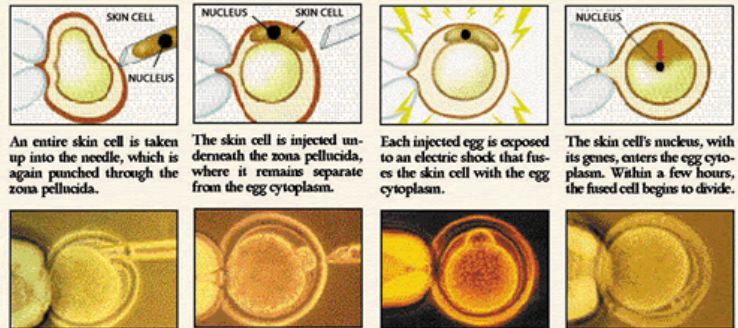 SKIN CELL
NUCLEUS
NUCLEUS
SKIN CELL
NUCLEUS
An entire skin cell is taken
up into the needle, which is
again punched through the
zona pellucida.
The skin cell is injected un-
derneath the zona pellucida,
where it remains separate
from the egg cytoplasm.
Each injected egg is exposed
to an electric shock that fus-
es the skin cell with the egg
cytoplasm.
The skin cell's nucleus, with
its genes, enters the egg cyto-
plasm. Within a few hours,
the fused cell begins to divide.